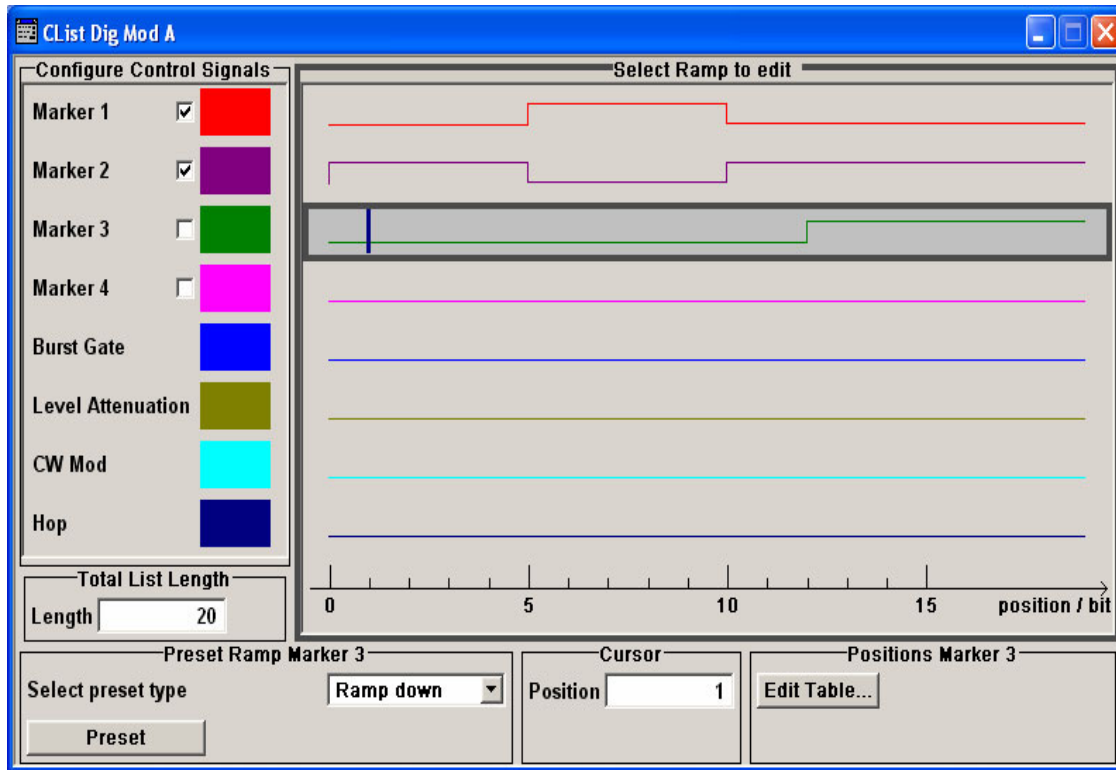 CList Dig Mod A
Configure Control Signals
Select Ramp to edit
Marker 1
Marker 2
Marker 3
Marker 4
Burst Gate
Level Attenuation
CW Mod
Hop
0 5 10 15 position / bit
Total List Length
Length 20
Preset Ramp Marker 3
Select preset type Ramp down
Preset
Cursor
Position 1
Positions Marker 3
Edit Table...